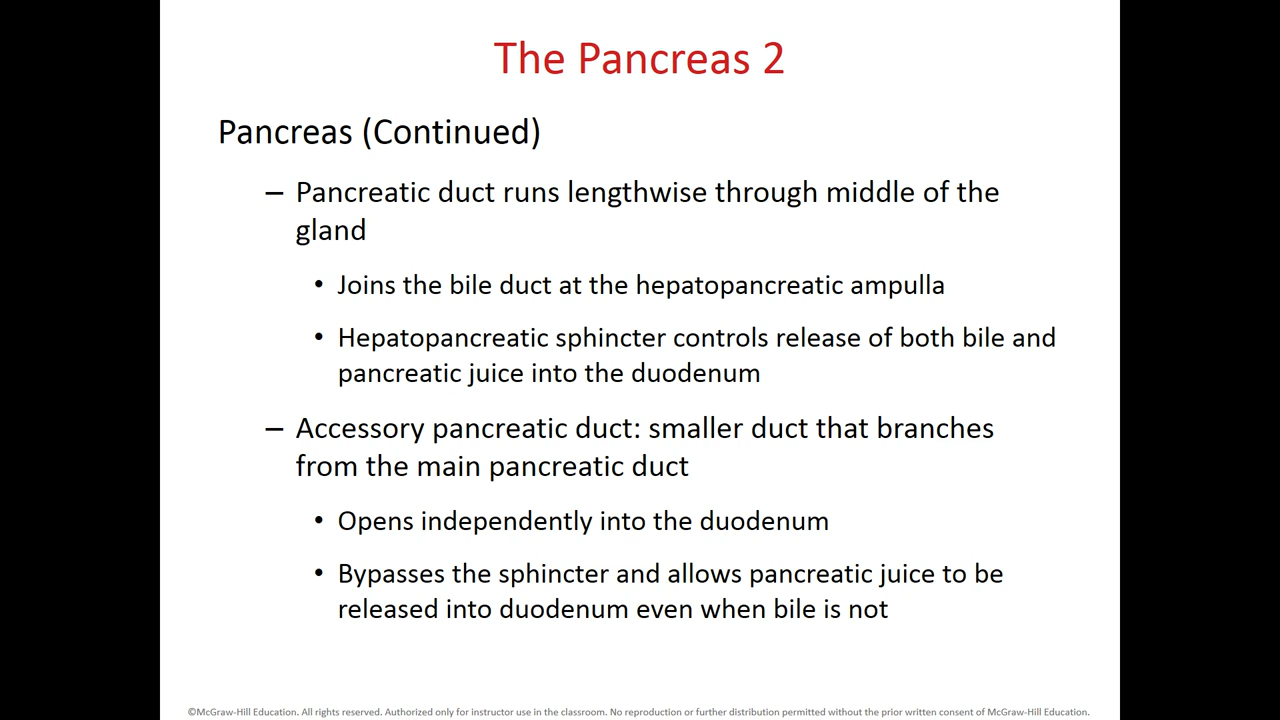 The Pancreas 2
Pancreas (Continued)
– Pancreatic duct runs lengthwise through middle of the
gland
• Joins the bile duct at the hepatopancreatic ampulla
• Hepatopancreatic sphincter controls release of both bile and
pancreatic juice into the duodenum
– Accessory pancreatic duct: smaller duct that branches
from the main pancreatic duct
• Opens independently into the duodenum
• Bypasses the sphincter and allows pancreatic juice to be
released into duodenum even when bile is not
©McGraw-Hill Education. All rights reserved. Authorized only for instructor use in the classroom. No reproduction or further distribution permitted without the prior written consent of McGraw-Hill Education.